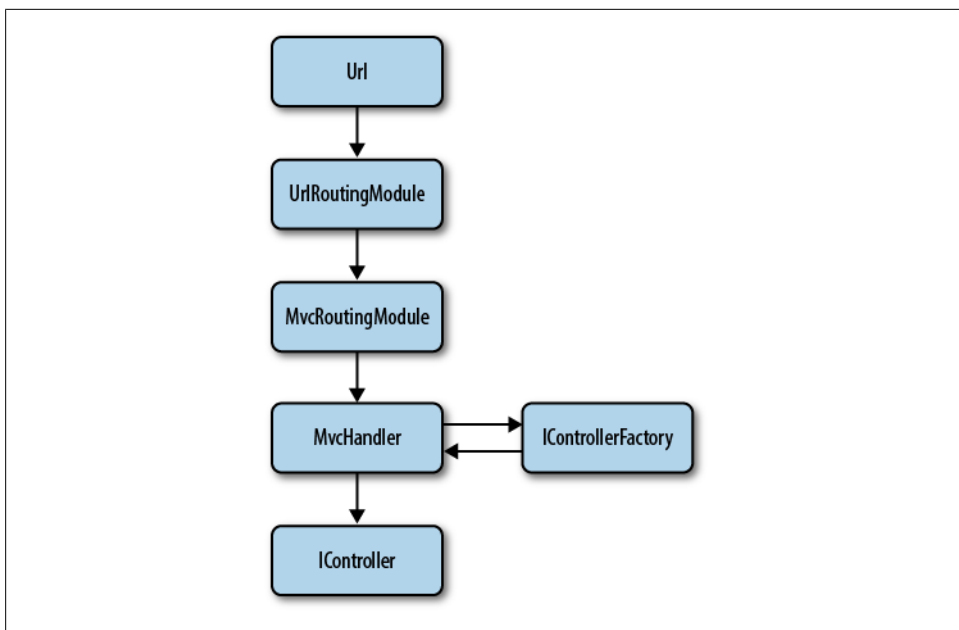 Url
UrlRoutingModule
MvcRoutingModule
MvcHandler
IControllerFactory
IController